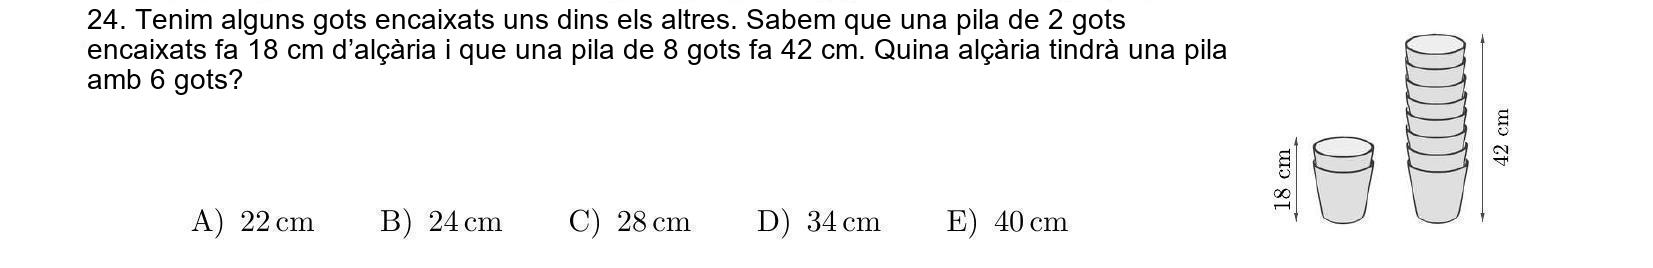 24. Tenim alguns gots encaixats uns dins els altres. Sabem que una pila de 2 gots
encaixats fa 18 cm d’alçària i que una pila de 8 gots fa 42 cm. Quina alçària tindrà una pila
amb 6 gots?
18 cm
42 cm
A) 22 cm B) 24 cm C) 28 cm D) 34 cm E) 40 cm